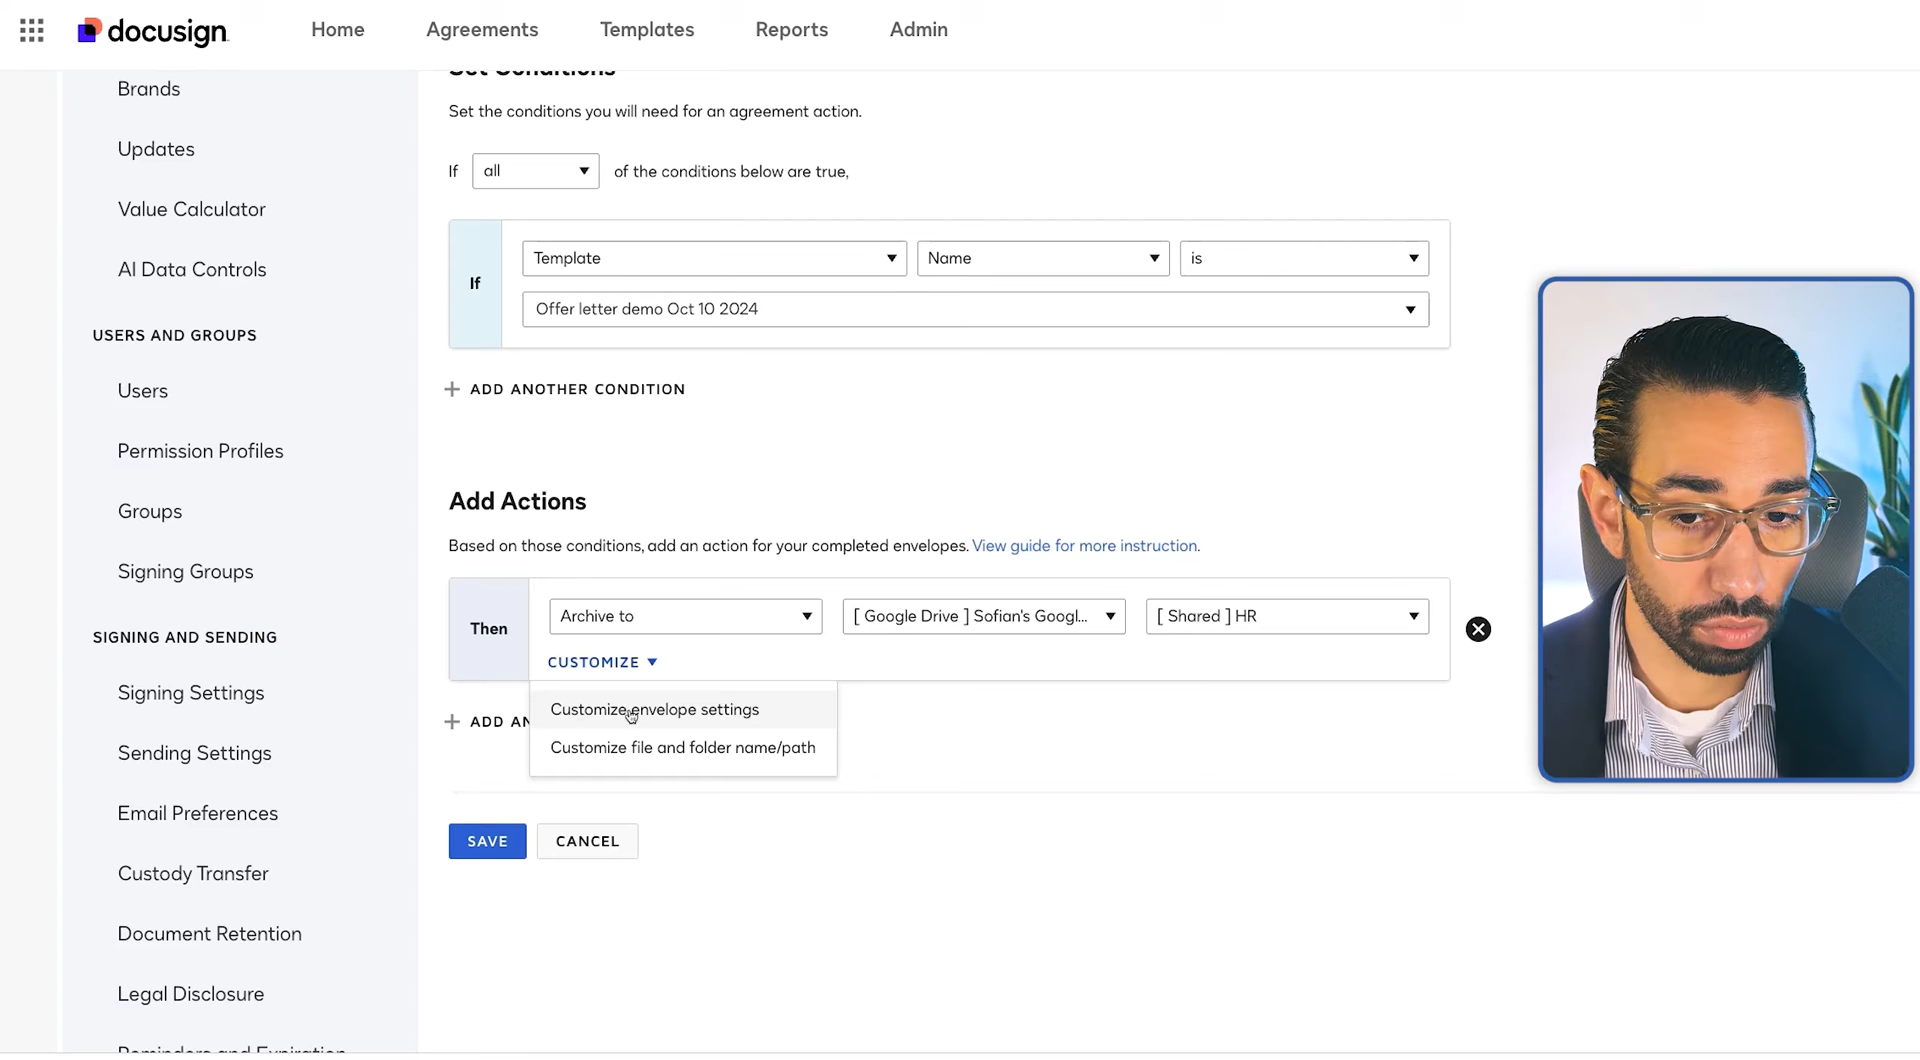 docusign
Home
Agreements
Templates
Reports
Admin
Brands
Updates
Value Calculator
AI Data Controls
USERS AND GROUPS
Users
Permission Profiles
Groups
Signing Groups
SIGNING AND SENDING
Signing Settings
Sending Settings
Email Preferences
Custody Transfer
Document Retention
Legal Disclosure
Reminders and Expiration
Set Conditions
Set the conditions you will need for an agreement action.
If all of the conditions below are true,
If
Template
Name
is
Offer letter demo Oct 10 2024
ADD ANOTHER CONDITION
Add Actions
Based on those conditions, add an action for your completed envelopes. View guide for more instruction.
Then
Archive to
[ Google Drive ] Sofian's Googl...
[ Shared ] HR
CUSTOMIZE
Customize envelope settings
Customize file and folder name/path
ADD AN
SAVE
CANCEL